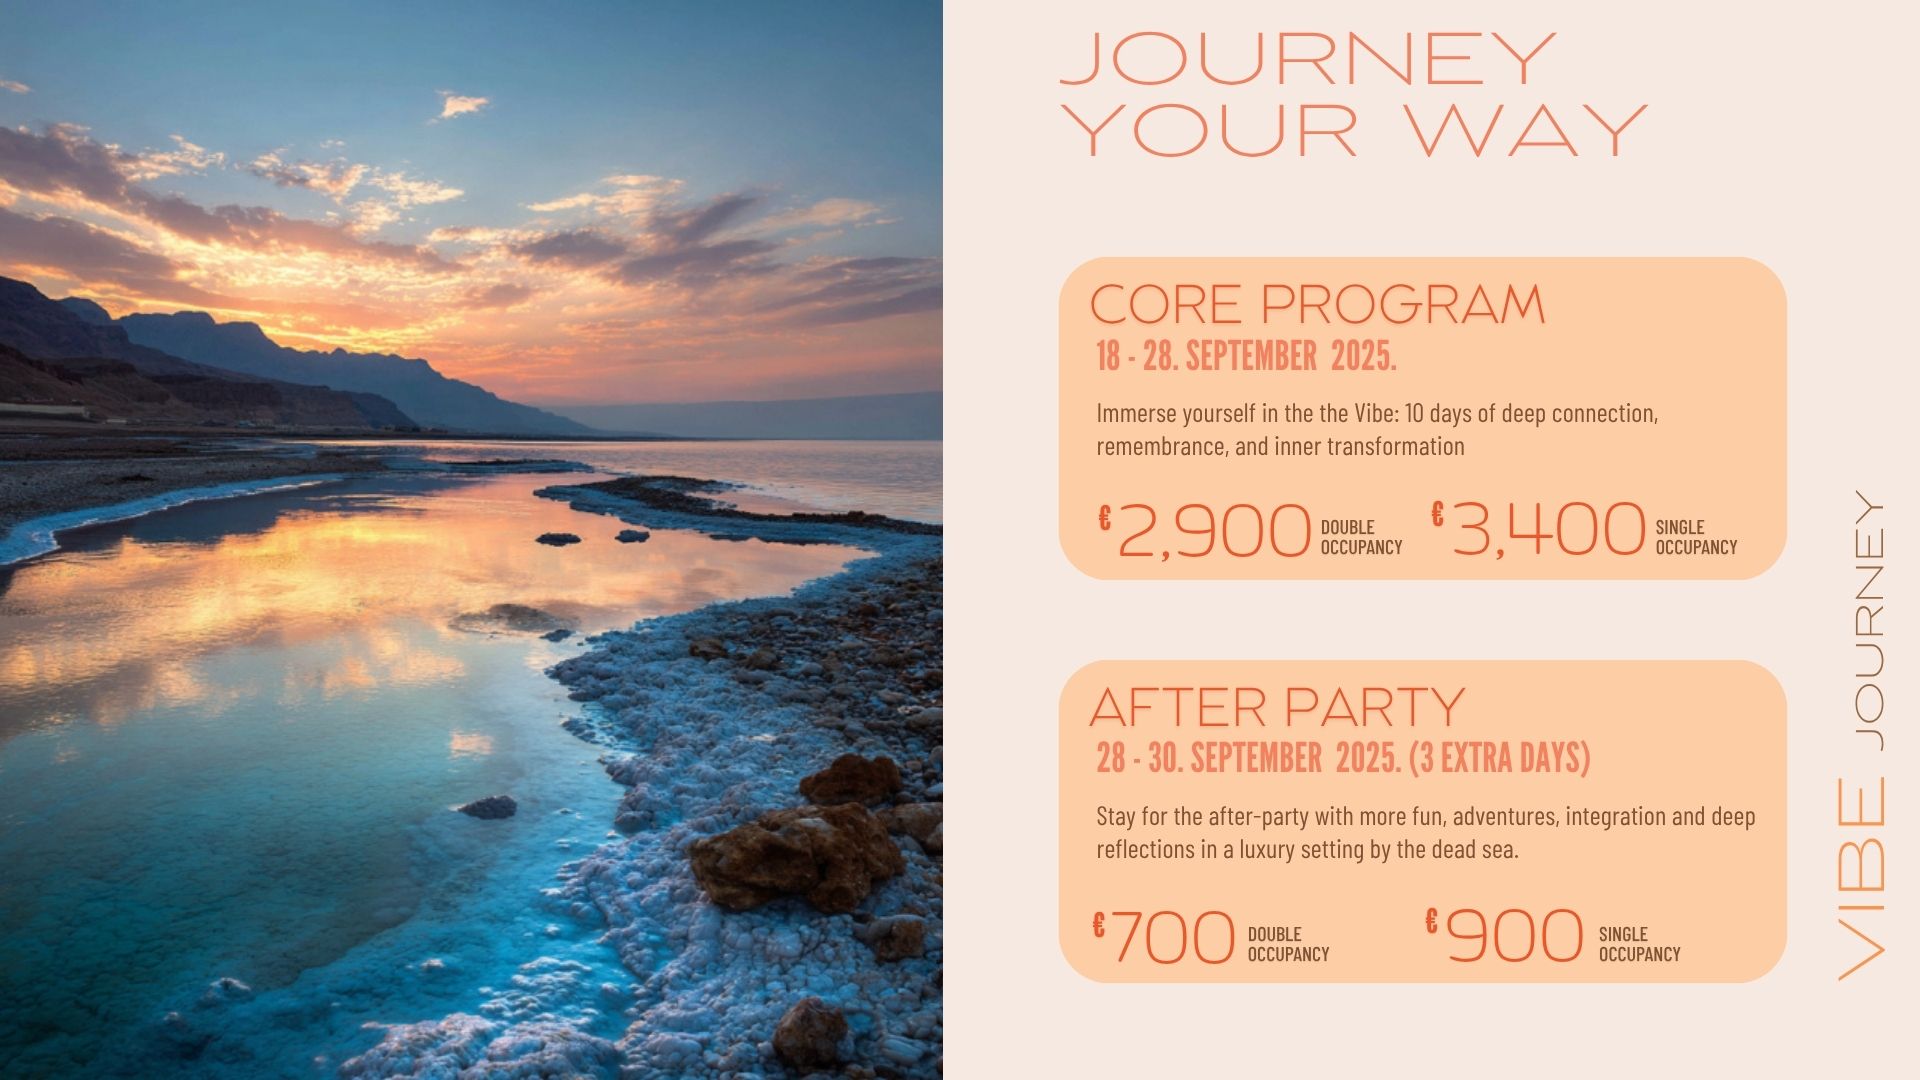 JOURNEY
YOUR WAY
CORE PROGRAM
18 - 28. SEPTEMBER 2025.
Immerse yourself in the the Vibe: 10 days of deep connection,
remembrance, and inner transformation
€2,900 DOUBLE OCCUPANCY
€3,400 SINGLE OCCUPANCY
AFTER PARTY
28 - 30. SEPTEMBER 2025. (3 EXTRA DAYS)
Stay for the after-party with more fun, adventures, integration and deep
reflections in a luxury setting by the dead sea.
€700 DOUBLE OCCUPANCY
€900 SINGLE OCCUPANCY
VIBE JOURNEY